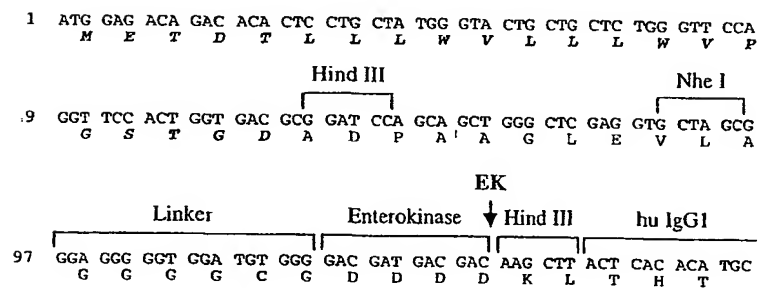 1 ATG GAG ACA GAC ACA CTC CTG CTA TGG GTA CTG CTG CTC TGG GTT CCA
M E T D T L L L W V L L L W V P
Hind III Nhe I
.9 GGT TCC ACT GGT GAC GCG GAT CCA GCA GCT GGG CTC GAG GTG CTA GCG
G S T G D A D P A A G L E V L A
EK
Linker Enterokinase Hind III hu IgG1
97 GGA GGG GGT GGA TGT GGG GAC GAT GAC GAC AAG CTT ACT CAC ACA TGC
G G G G C G D D D D K L T H T